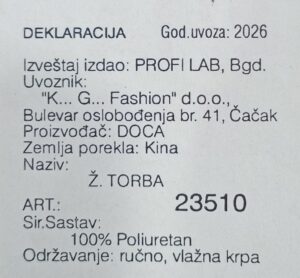 DEKLARACIJA God.uvoza: 2026
Izveštaj izdao: PROFI LAB, Bgd.
Uvoznik:
"K... G... Fashion" d.o.o.,
Bulevar oslobođenja br. 41, Čačak
Proizvođač: DOCA
Zemlja porekla: Kina
Naziv:
Ž. TORBA
ART.: 23510
Sir.Sastav:
100% Poliuretan
Održavanje: ručno, vlažna krpa